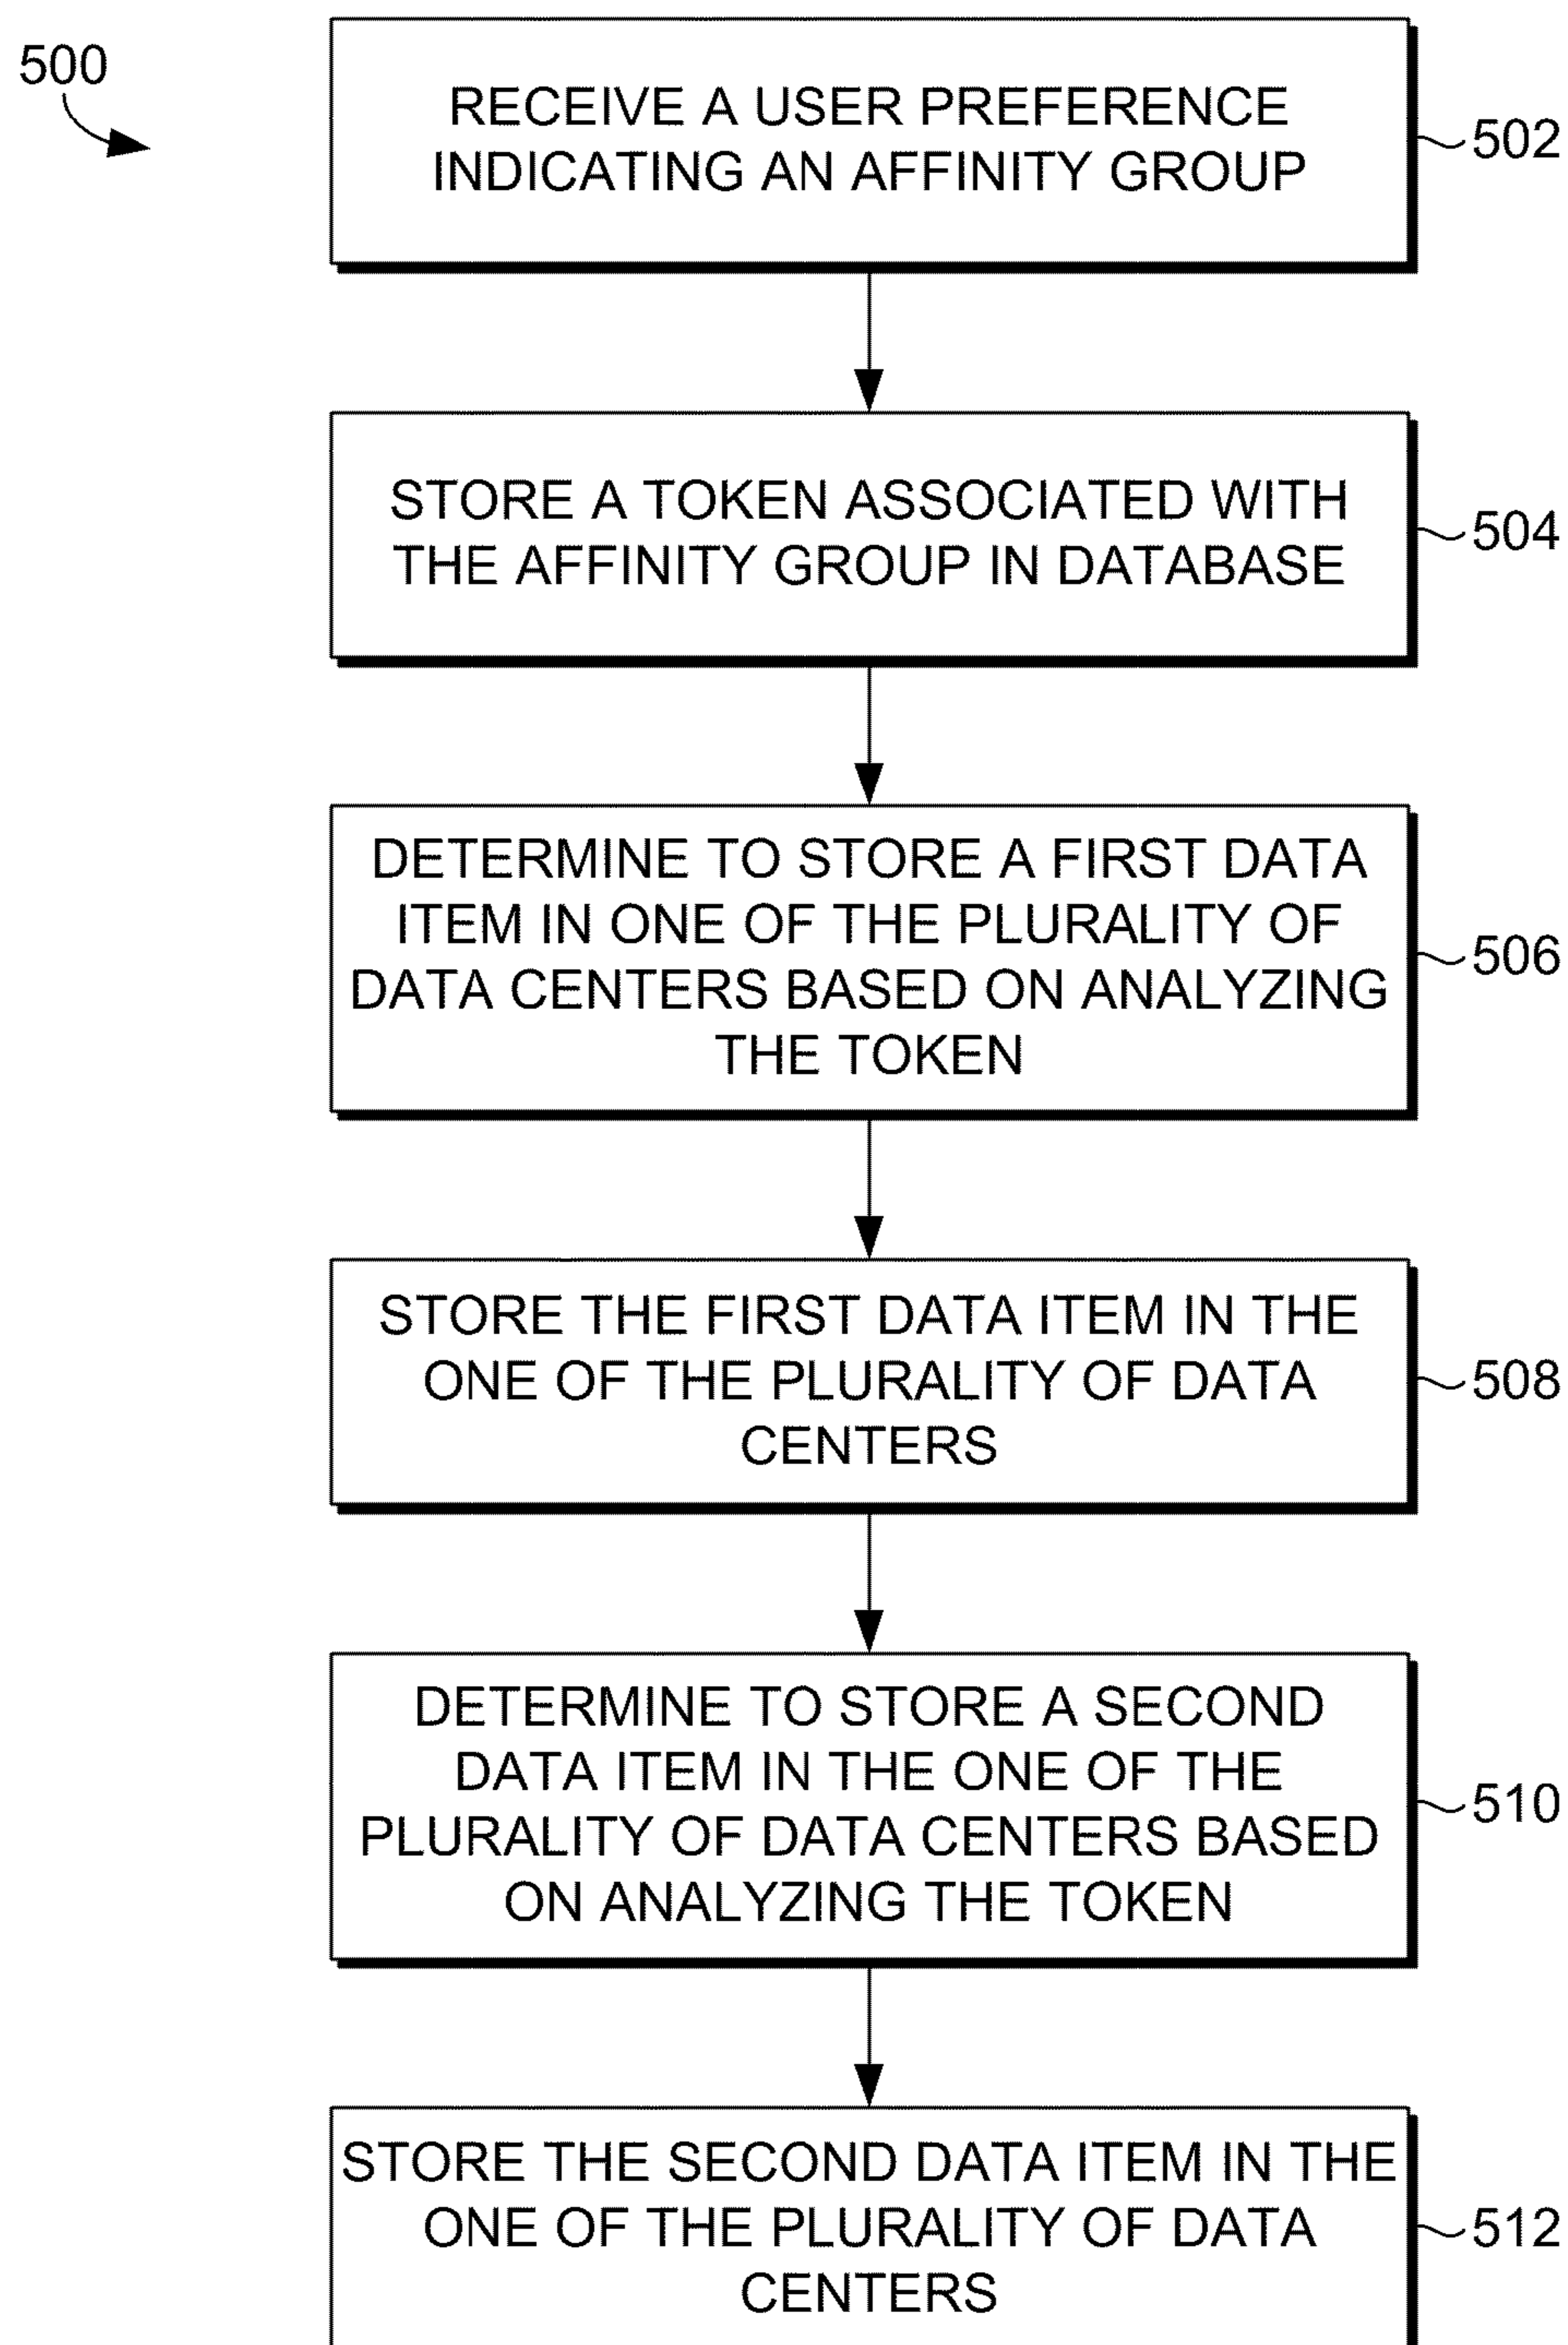 500
RECEIVE A USER PREFERENCE
INDICATING AN AFFINITY GROUP
502
STORE A TOKEN ASSOCIATED WITH
THE AFFINITY GROUP IN DATABASE
504
DETERMINE TO STORE A FIRST DATA
ITEM IN ONE OF THE PLURALITY OF
DATA CENTERS BASED ON ANALYZING
THE TOKEN
506
STORE THE FIRST DATA ITEM IN THE
ONE OF THE PLURALITY OF DATA
CENTERS
508
DETERMINE TO STORE A SECOND
DATA ITEM IN THE ONE OF THE
PLURALITY OF DATA CENTERS BASED
ON ANALYZING THE TOKEN
510
STORE THE SECOND DATA ITEM IN THE
ONE OF THE PLURALITY OF DATA
CENTERS
512